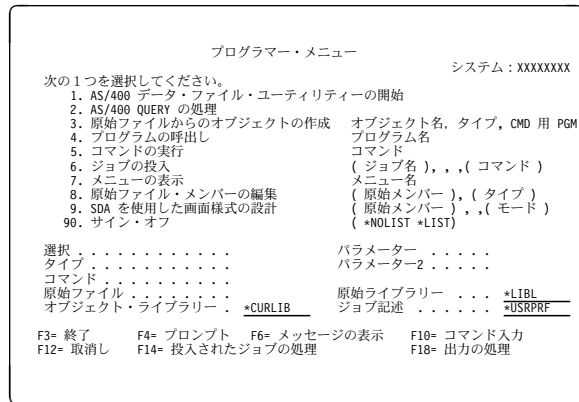 プログラマー・メニュー
システム : XXXXXXXX
次の１つを選択してください。
1. AS/400 データ・ファイル・ユーティリティーの開始
2. AS/400 QUERY の処理
3. 原始ファイルからのオブジェクトの作成 オブジェクト名, タイプ, CMD 用 PGM
4. プログラムの呼出し プログラム名
5. コマンドの実行 コマンド
6. ジョブの投入 ( ジョブ名 ), , ,( コマンド )
7. メニューの表示 メニュー名
8. 原始ファイル・メンバーの編集 ( 原始メンバー ), ( タイプ )
9. SDA を使用した画面様式の設計 ( 原始メンバー ) , ,( モード )
90. サイン・オフ ( *NOLIST *LIST)
選択 . . . . . . . . . . . . パラメーター . . . . .
タイプ . . . . . . . . . . . パラメーター2 . . . . .
コマンド . . . . . . . . . .
原始ファイル . . . . . . . . 原始ライブラリー . . . *LIBL
オブジェクト・ライブラリー . *CURLIB ジョブ記述 . . . . . . *USRPRF
F3= 終了 F4= プロンプト F6= メッセージの表示 F10= コマンド入力
F12= 取消し F14= 投入されたジョブの処理 F18= 出力の処理